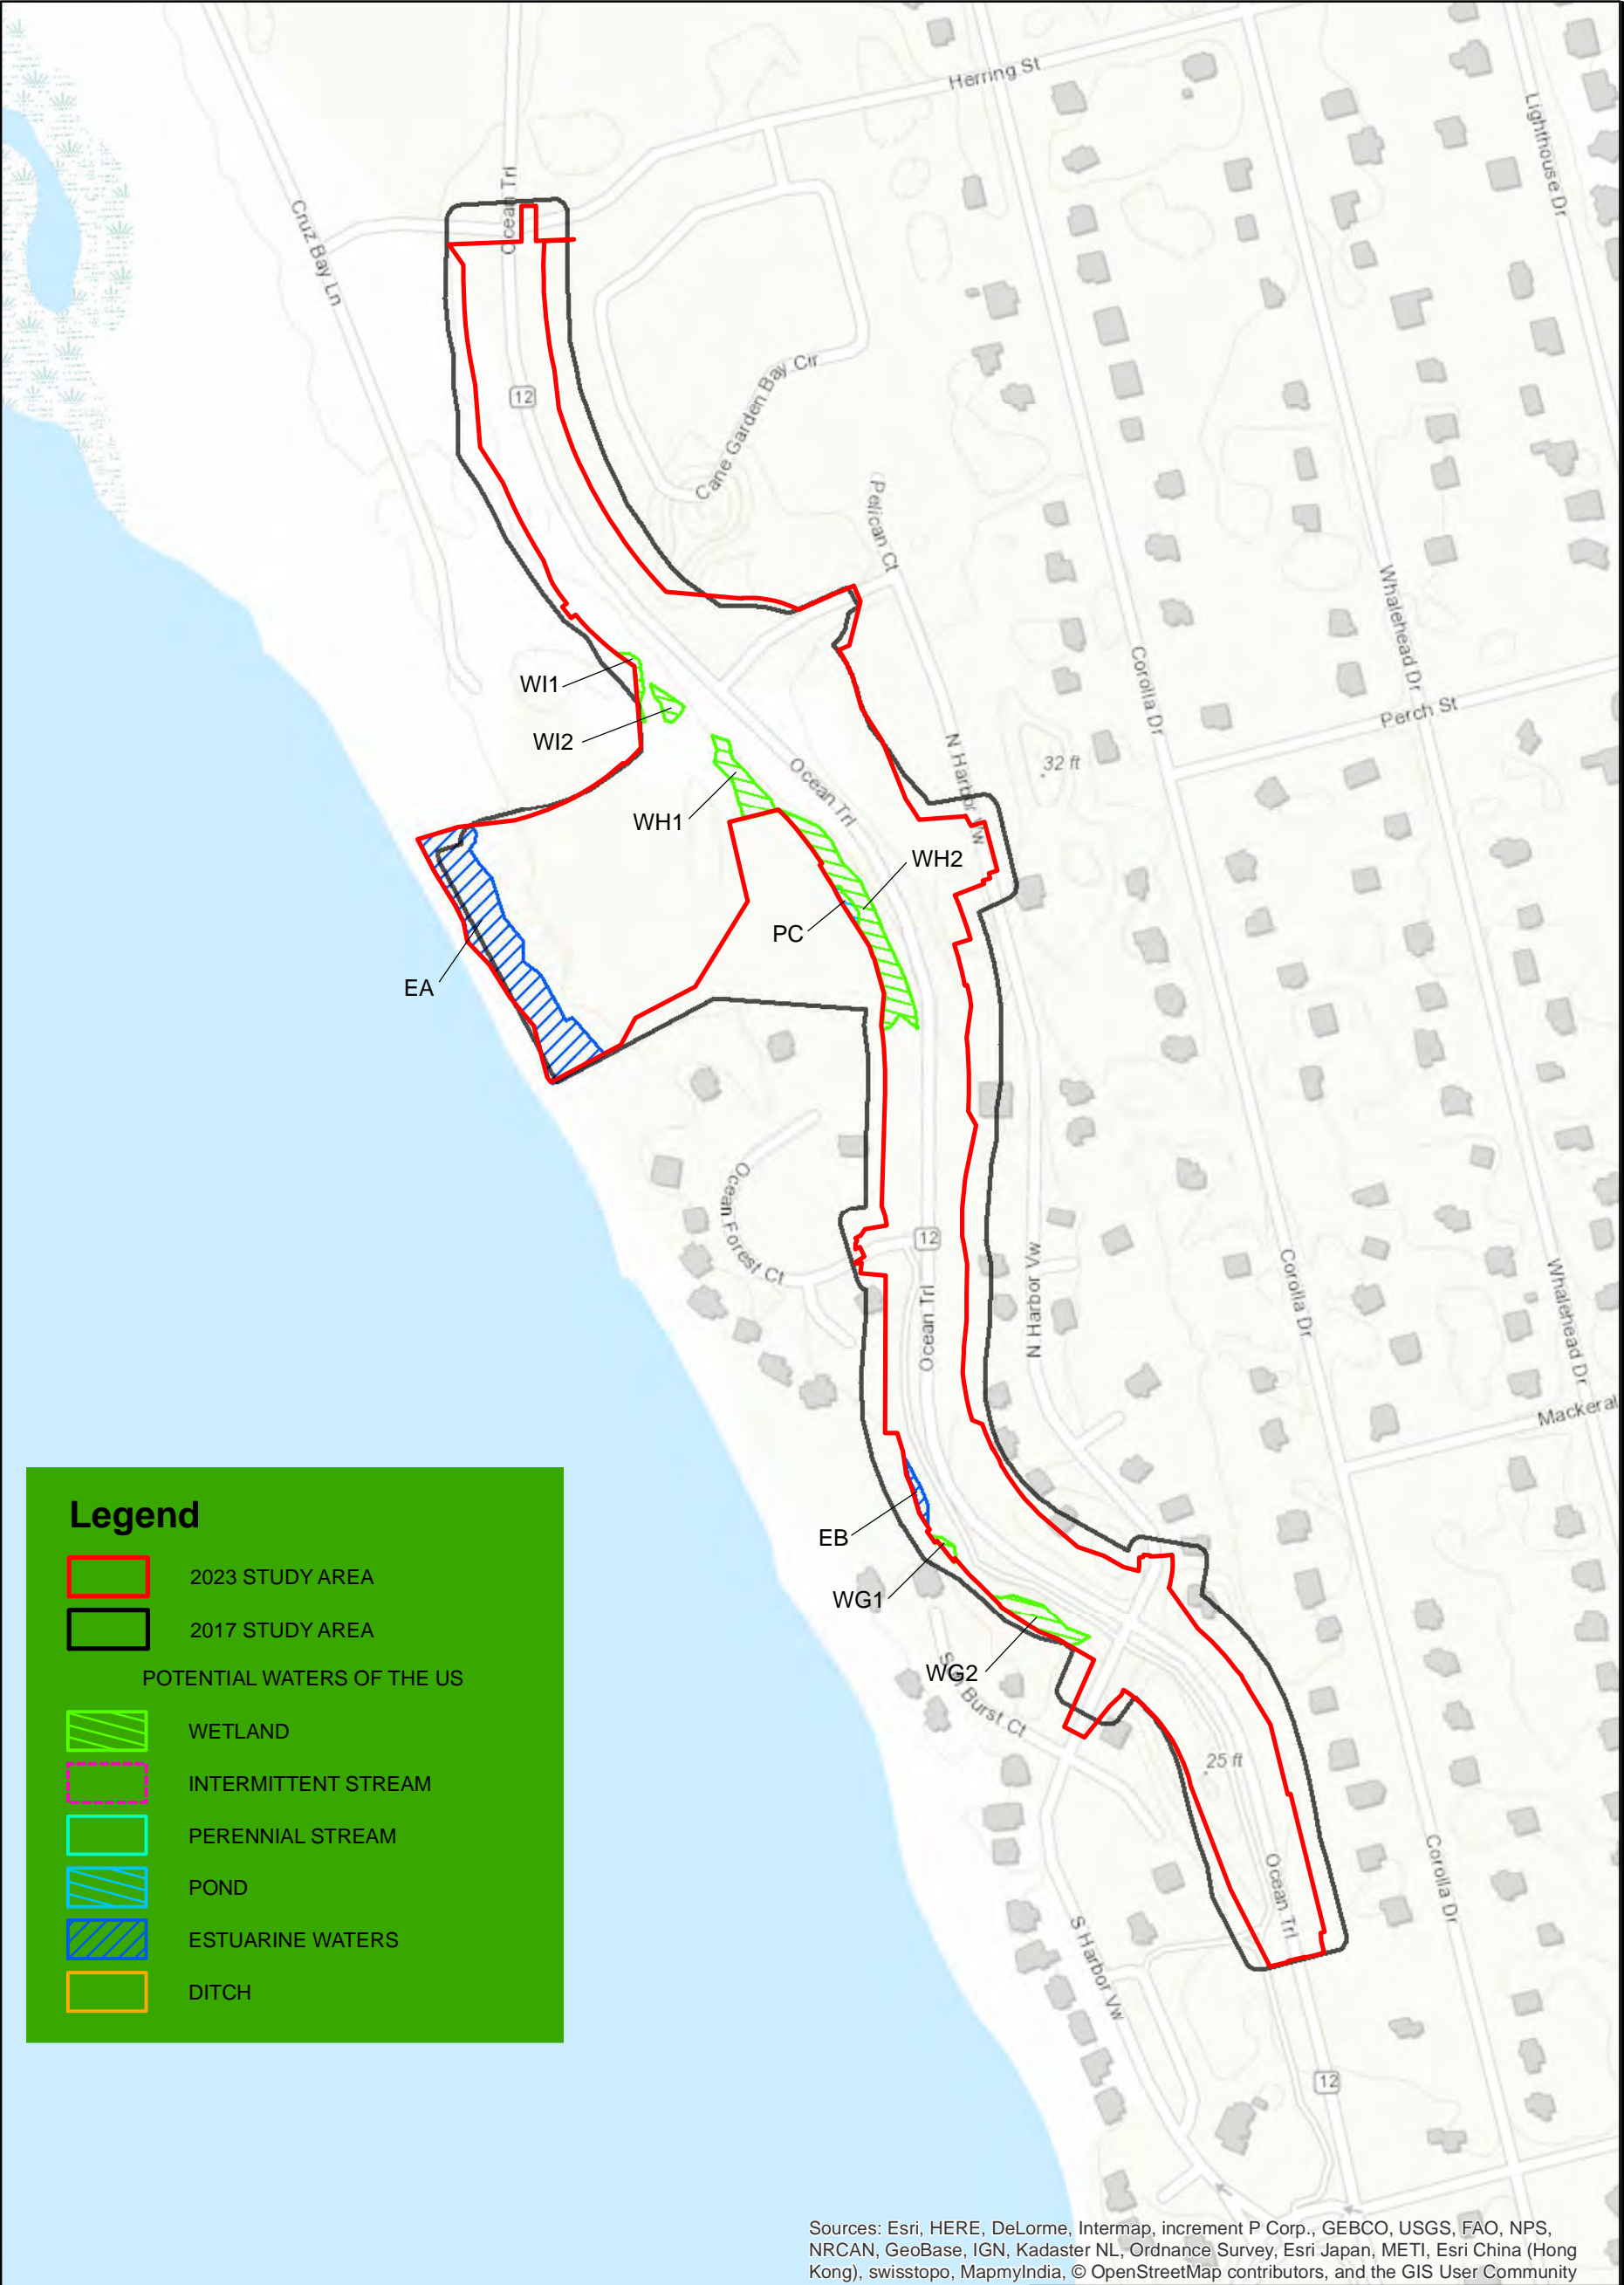 Herring St
Lighthouse Dr
Ocean Trl
Cruz Bay Ln
12
Cane Garden Bay Cir
Pelican Ct
Whalehead Dr
Corolla Dr
Perch St
WI1
WI2
N Harbor Vw
32 ft
Ocean Trl
WH1
WH2
PC
EA
Ocean Forest Ct
12
N Harbor Vw
Corolla Dr
Whalehead Dr
Ocean Trl
Mackeral
EB
WG1
WG2
Burst Ct
25 ft
Ocean Trl
Corolla Dr
S Harbor Vw
12
Legend
2023 STUDY AREA
2017 STUDY AREA
POTENTIAL WATERS OF THE US
WETLAND
INTERMITTENT STREAM
PERENNIAL STREAM
POND
ESTUARINE WATERS
DITCH
Sources: Esri, HERE, DeLorme, Intermap, increment P Corp., GEBCO, USGS, FAO, NPS,
NRCAN, GeoBase, IGN, Kadaster NL, Ordnance Survey, Esri Japan, METI, Esri China (Hong
Kong), swisstopo, MapmyIndia, © OpenStreetMap contributors, and the GIS User Community